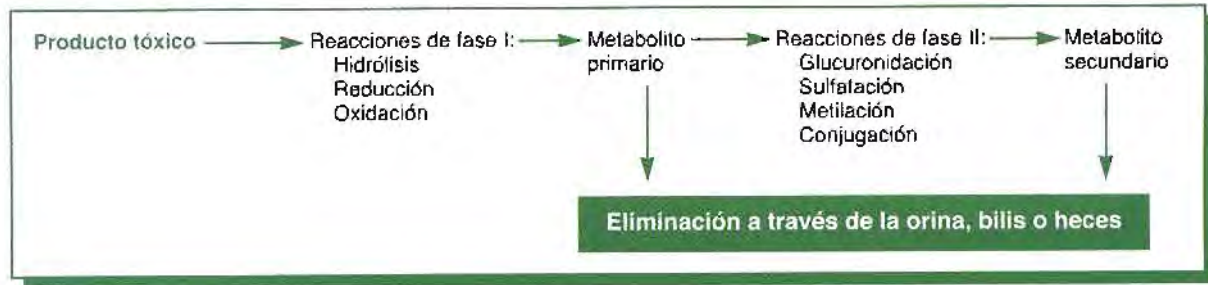 Producto tóxico
Reacciones de fase I:
Hidrólisis
Reducción
Oxidación
Metabolito
primario
Reacciones de fase II:
Glucuronidación
Sulfatación
Metilación
Conjugación
Metabolito
secundario
Eliminación a través de la orina, bilis o heces